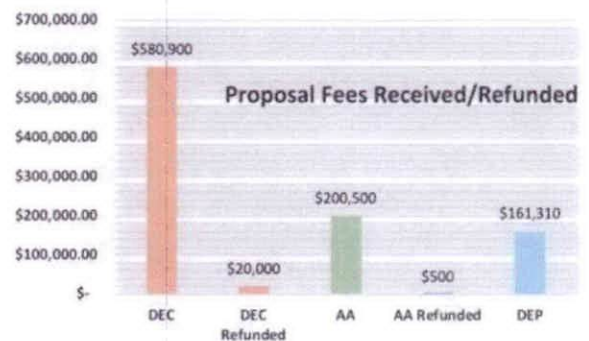 $700,000.00
$600,000.00
$500,000.00
$400,000.00
$300,000.00
$200,000.00
$100,000.00
$-
Proposal Fees Received/Refunded
$580,900
$20,000
$200,500
$500
$161,310
DEC
DEC
Refunded
AA
AA Refunded
DEP